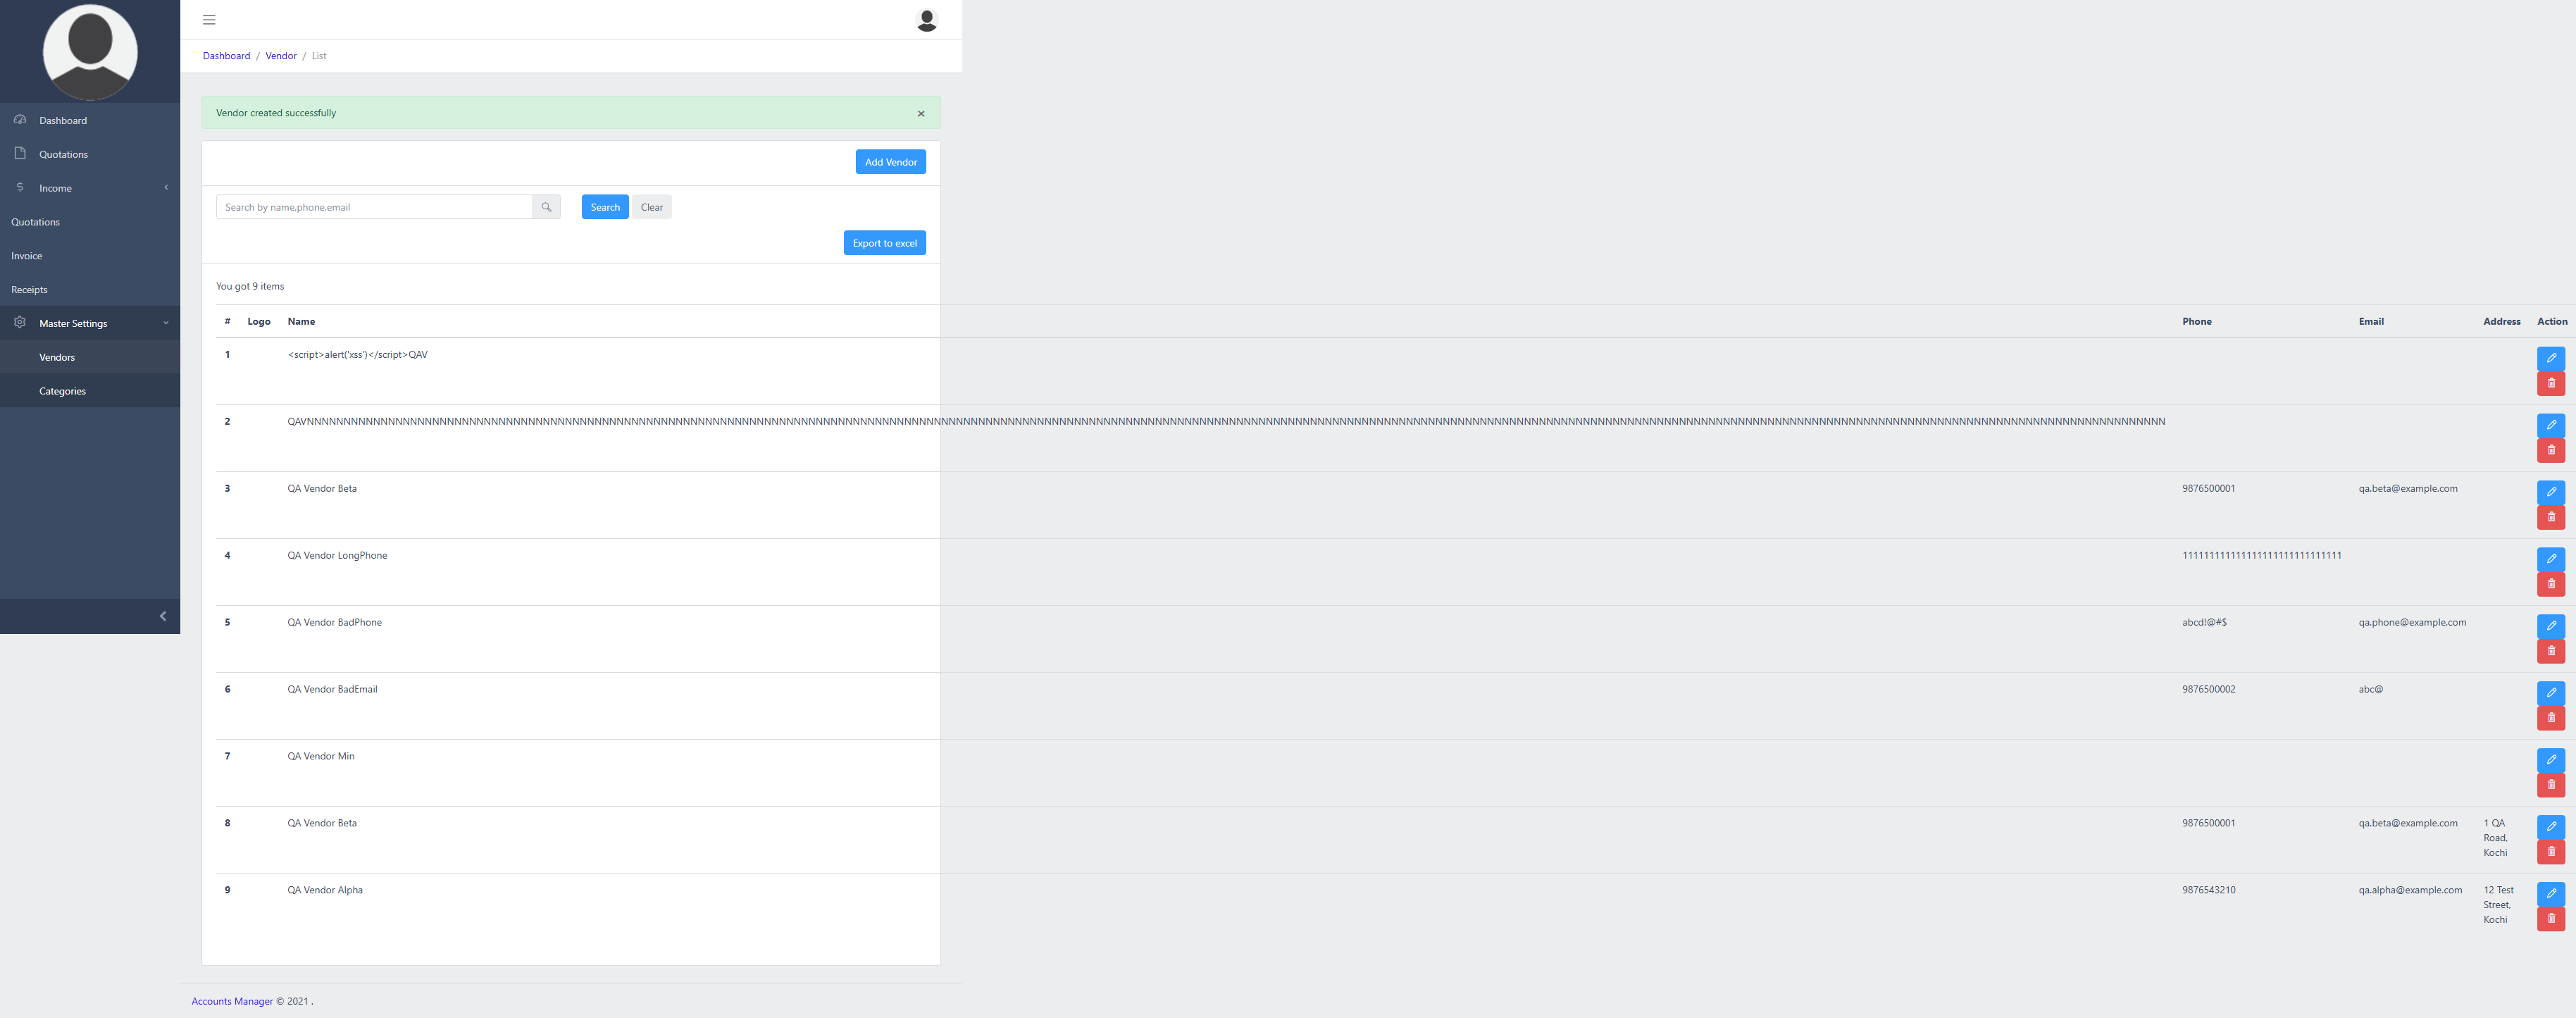 Dashboard
Quotations
Income
Quotations
Invoice
Receipts
Master Settings
Vendors
Categories
Dashboard / Vendor / List
Vendor created successfully ×
Add Vendor
Search by name,phone,email
Search Clear
Export to excel
You got 9 items
# Logo Name Phone Email Address Action
1 <script>alert('xss')</script>QAV
2
3 QA Vendor Beta 9876500001 qa.beta@example.com
4 QA Vendor LongPhone
5 QA Vendor BadPhone abcd!@#$ qa.phone@example.com
6 QA Vendor BadEmail 9876500002 abc@
7 QA Vendor Min
8 QA Vendor Beta 9876500001 qa.beta@example.com 1 QA
Road,
Kochi
9 QA Vendor Alpha 9876543210 qa.alpha@example.com 12 Test
Street,
Kochi
Accounts Manager © 2021 .